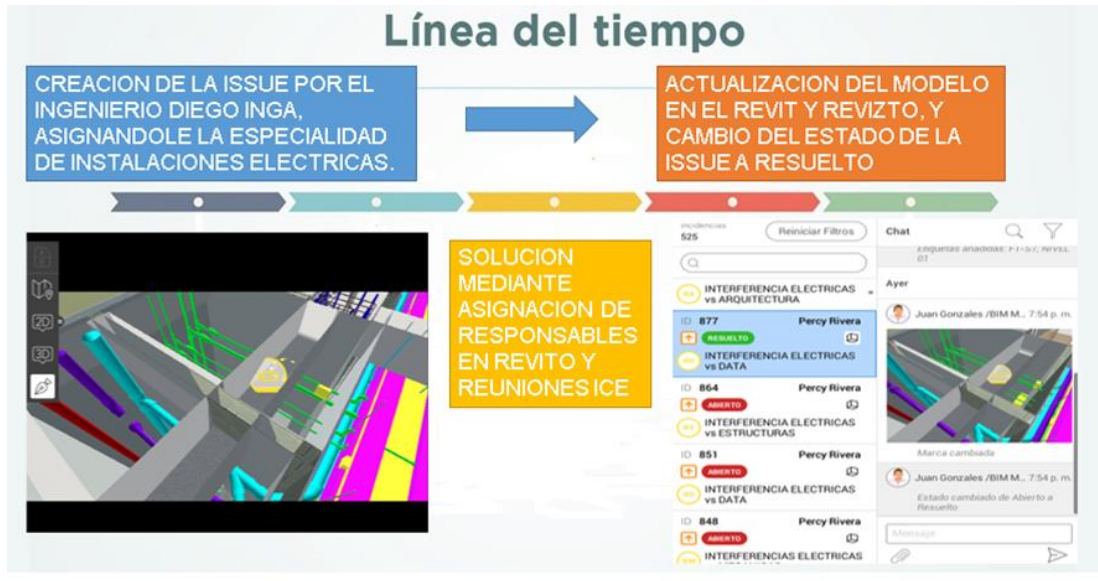 Línea del tiempo
CREACION DE LA ISSUE POR EL
INGENIERIO DIEGO INGA,
ASIGNANDOLE LA ESPECIALIDAD
DE INSTALACIONES ELECTRICAS.
ACTUALIZACION DEL MODELO
EN EL REVIT Y REVIZTO, Y
CAMBIO DEL ESTADO DE LA
ISSUE A RESUELTO
2D
3D
SOLUCION
MEDIANTE
ASIGNACION DE
RESPONSABLES
EN REVITO Y
REUNIONES ICE
Incidencias
525
Reiniciar Filtros
INTERFERENCIA ELECTRICAS
vs ARQUITECTURA
ID 877 Percy Rivera
RESUELTO
INTERFERENCIA ELECTRICAS
vs DATA
ID 864 Percy Rivera
ABIERTO
INTERFERENCIA ELECTRICAS
vs ESTRUCTURAS
ID 851 Percy Rivera
ABIERTO
INTERFERENCIA ELECTRICAS
vs DATA
ID 848 Percy Rivera
ABIERTO
INTERFERENCIAS ELECTRICAS
Chat
Etiquetas añadidas:
01
Ayer
Juan Gonzales /BIM M... 7:54 p. m.
Marca cambiada
Juan Gonzales /BIM M... 7:54 p. m.
Estado cambiado de Abierto a
Resuelto
Mensaje